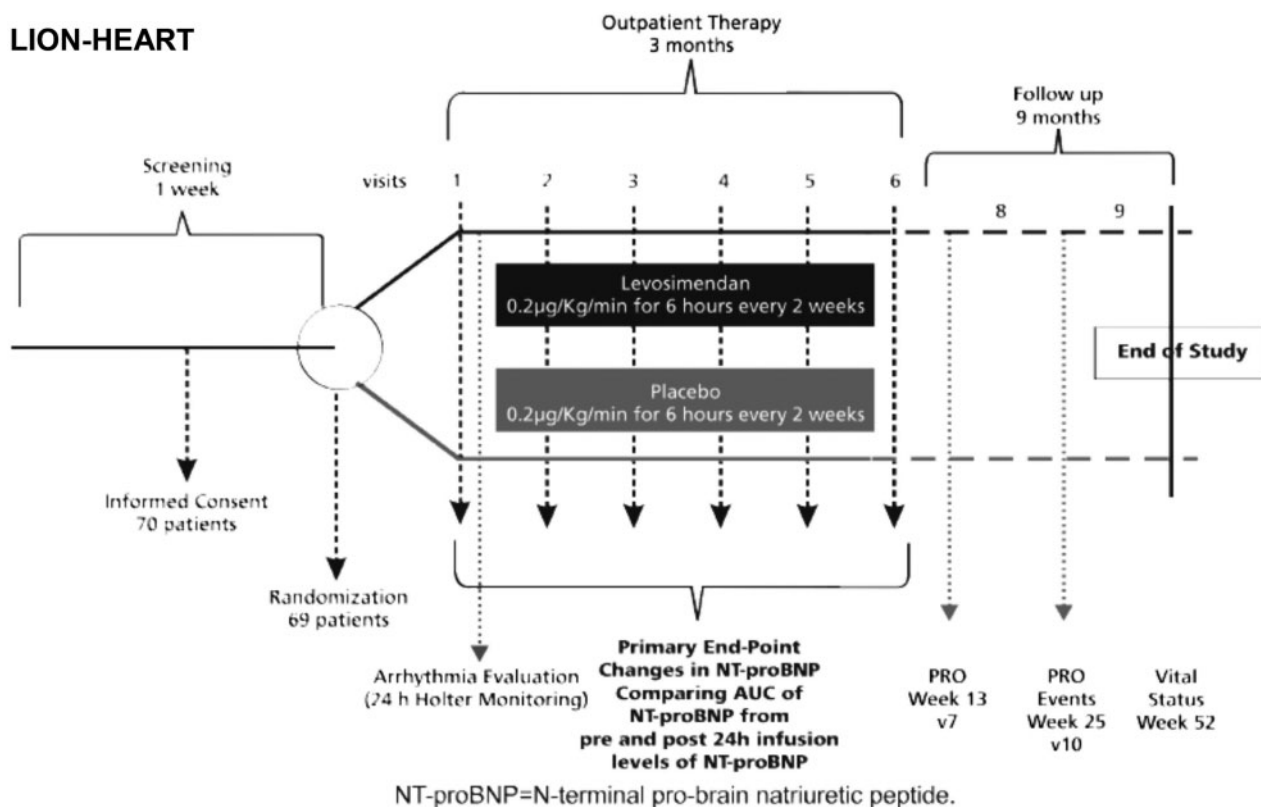 LION-HEART
Outpatient Therapy
3 months
Follow up
9 months
Screening
1 week
visits 1 2 3 4 5 6
8 9
Levosimendan
0.2µg/Kg/min for 6 hours every 2 weeks
End of Study
Placebo
0.2µg/Kg/min for 6 hours every 2 weeks
Informed Consent
70 patients
Randomization
69 patients
Arrhythmia Evaluation
(24 h Holter Monitoring)
Primary End-Point
Changes in NT-proBNP
Comparing AUC of
NT-proBNP from
pre and post 24h infusion
levels of NT-proBNP
PRO
Week 13
v7
PRO
Events
Week 25
v10
Vital
Status
Week 52
NT-proBNP=N-terminal pro-brain natriuretic peptide.